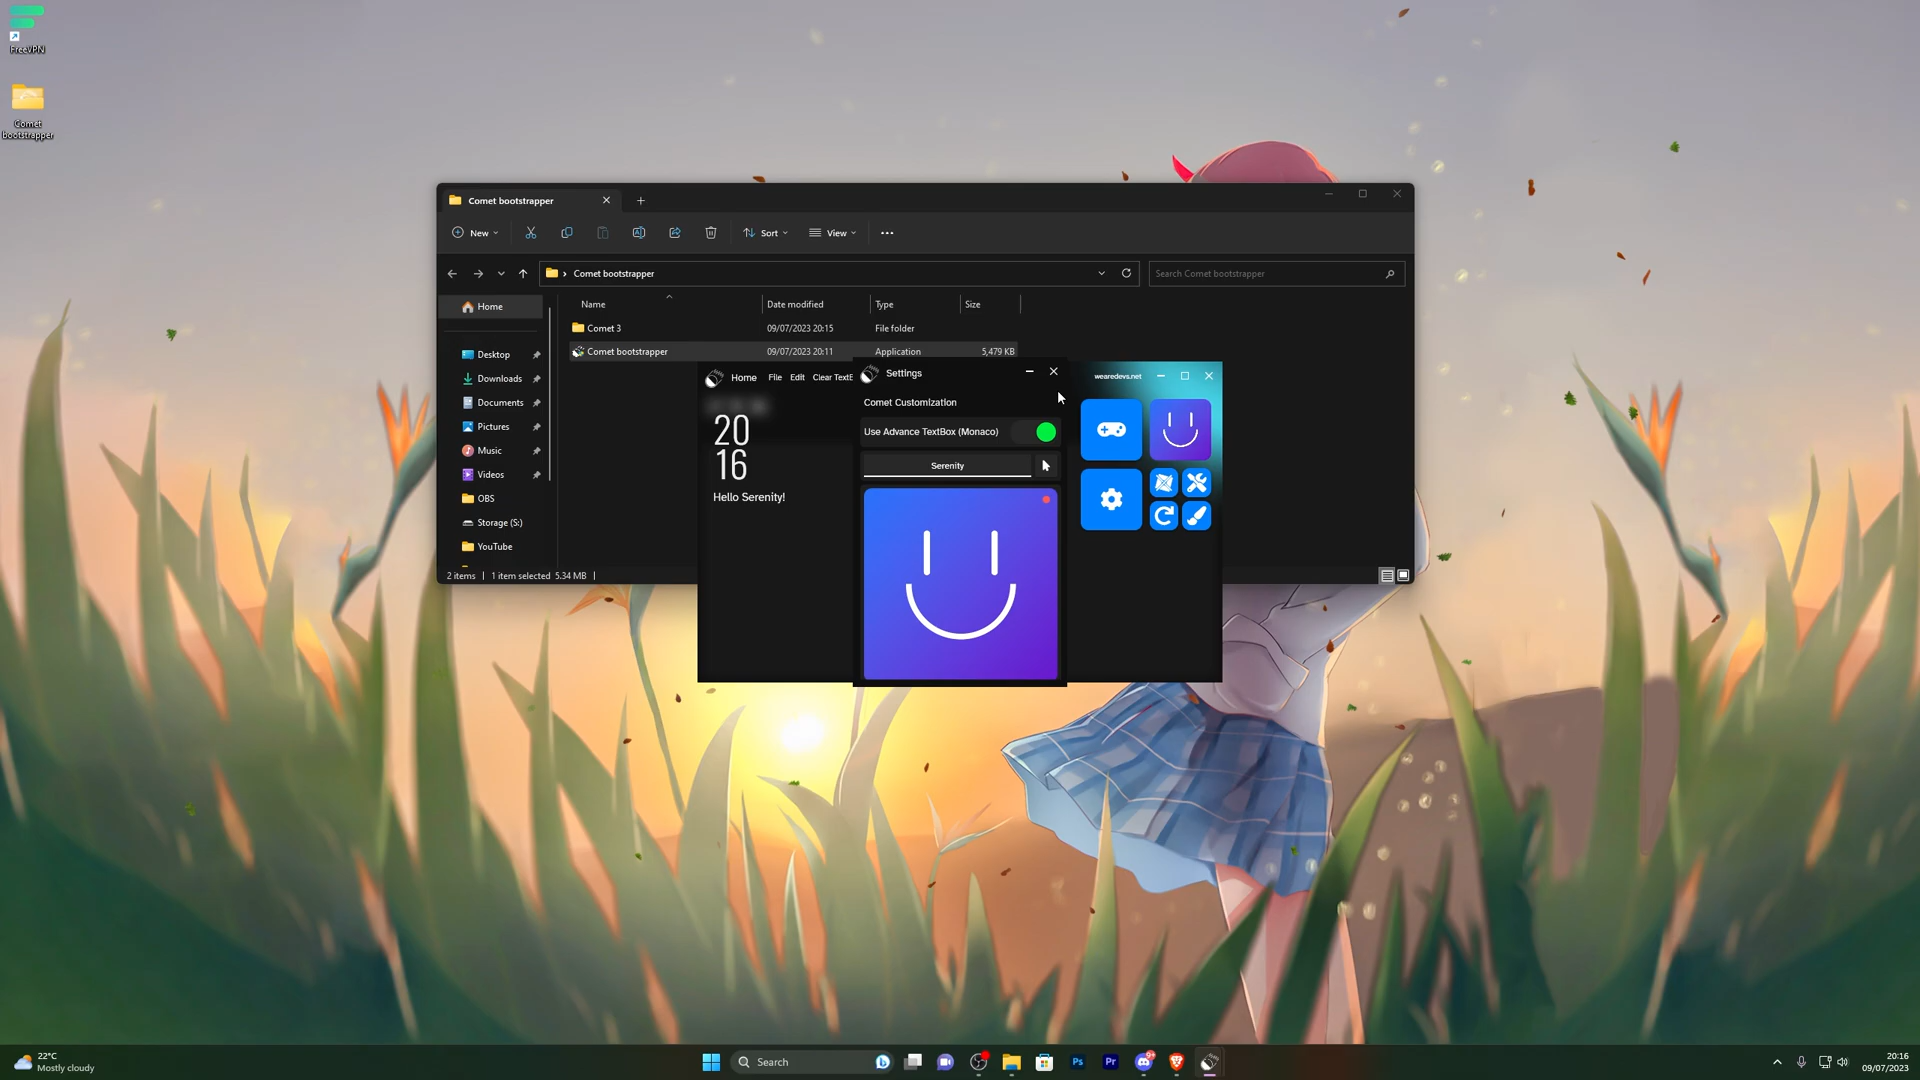 FreeVPN
Comet
bootstrapper
Comet bootstrapper
New
Sort
View
Comet bootstrapper
Search Comet bootstrapper
Home
Name
Date modified
Type
Size
Comet 3
09/07/2023 20:15
File folder
Comet bootstrapper
09/07/2023 20:11
Application
5,479 KB
Desktop
Downloads
Documents
Pictures
Music
Videos
OBS
Storage (S:)
YouTube
2 items
1 item selected 5.34 MB
Home
File
Edit
Clear TextE
20
16
Hello Serenity!
Settings
Comet Customization
Use Advance TextBox (Monaco)
Serenity
wearedevs.net
22°C
Mostly cloudy
Search
Ps
Pr
9+
20:16
09/07/2023